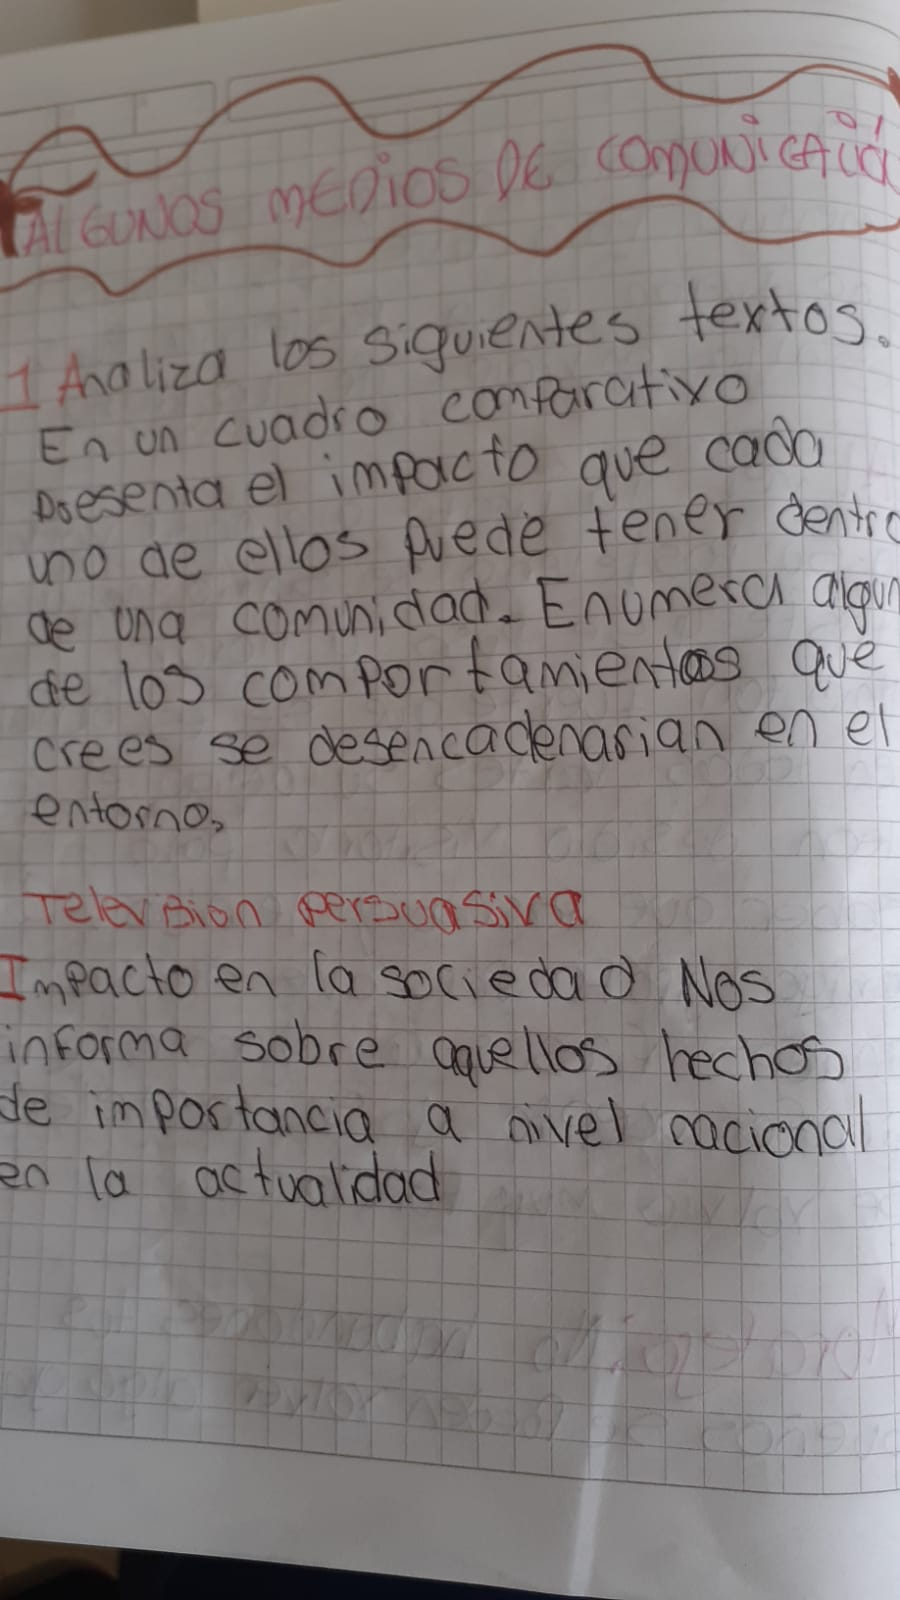 ALGUNOS MEDIOS DE COMUNICACIÓ
1 Analiza los siguientes textos.
En un cuadro comparativo
Presenta el impacto que cada
uno de ellos puede tener dentro
de una comunidad. Enumera algun
de los comportamientos que
crees se desencadenarian en el
entorno,
Television persuasiva
Impacto en la sociedad Nos
informa sobre aquellos hechos
de importancia a nivel nacional
en la actualidad